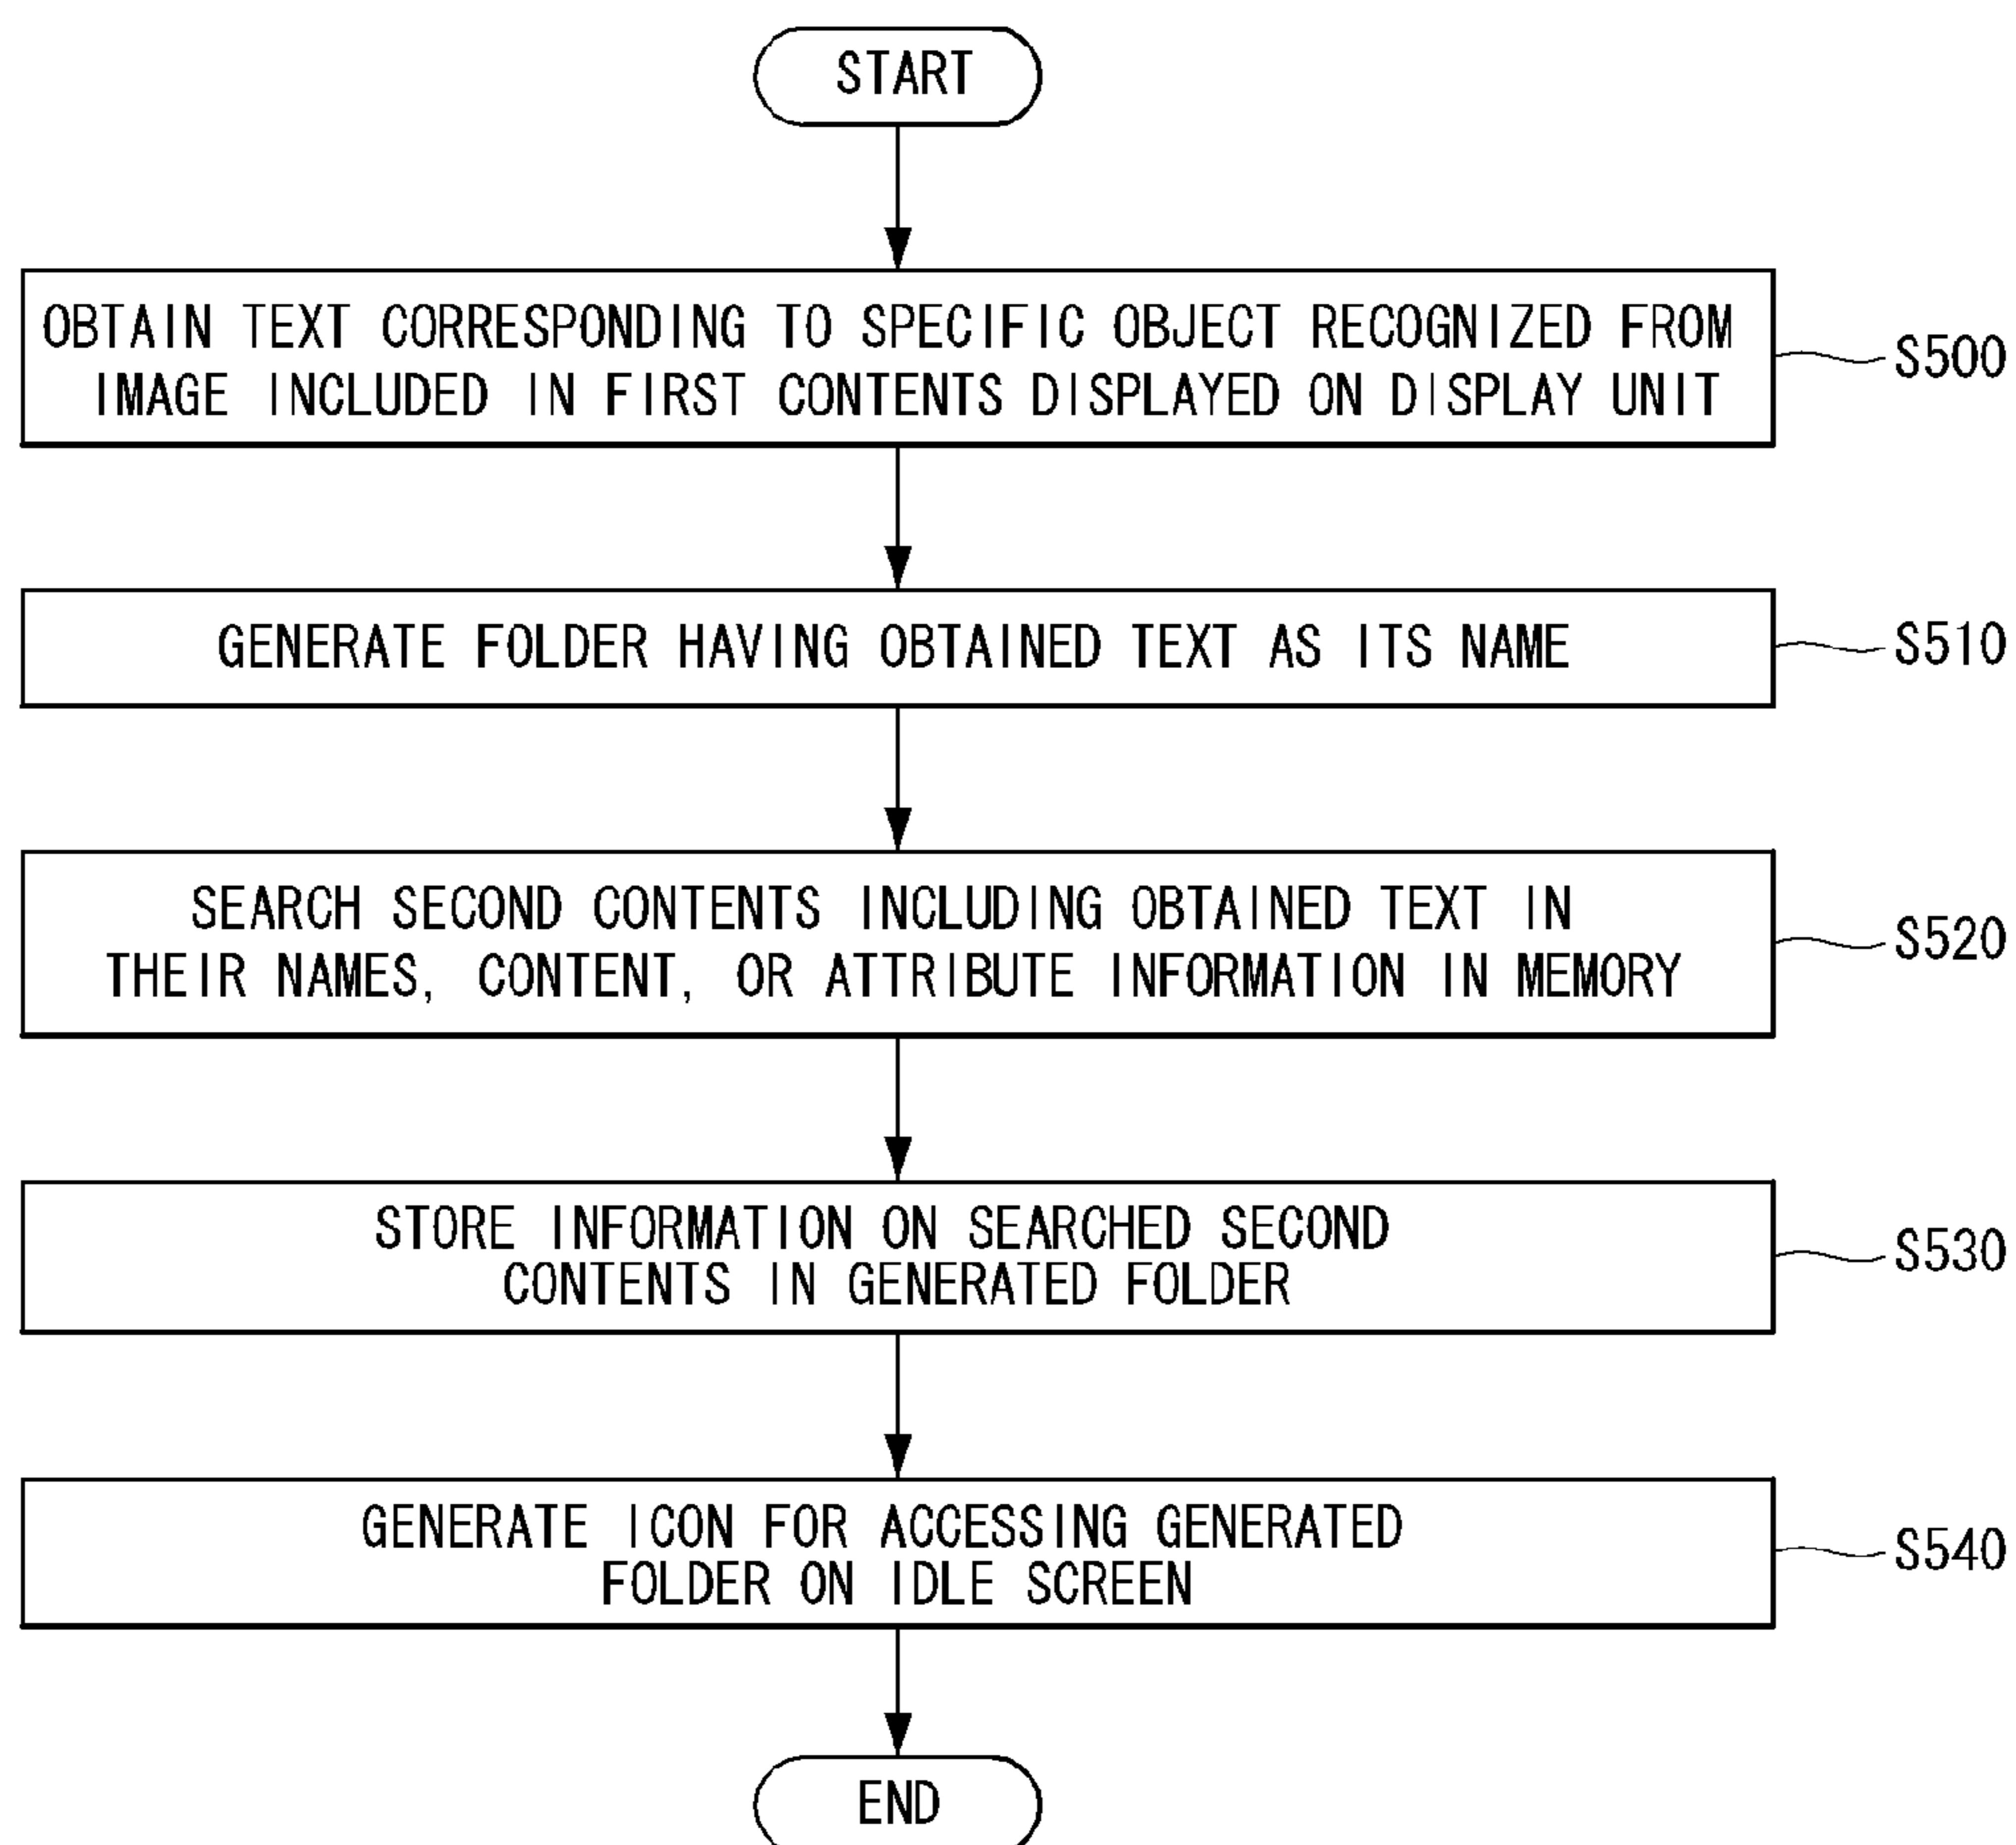 START
OBTAIN TEXT CORRESPONDING TO SPECIFIC OBJECT RECOGNIZED FROM
IMAGE INCLUDED IN FIRST CONTENTS DISPLAYED ON DISPLAY UNIT
S500
GENERATE FOLDER HAVING OBTAINED TEXT AS ITS NAME
S510
SEARCH SECOND CONTENTS INCLUDING OBTAINED TEXT IN
THEIR NAMES, CONTENT, OR ATTRIBUTE INFORMATION IN MEMORY
S520
STORE INFORMATION ON SEARCHED SECOND
CONTENTS IN GENERATED FOLDER
S530
GENERATE ICON FOR ACCESSING GENERATED
FOLDER ON IDLE SCREEN
S540
END